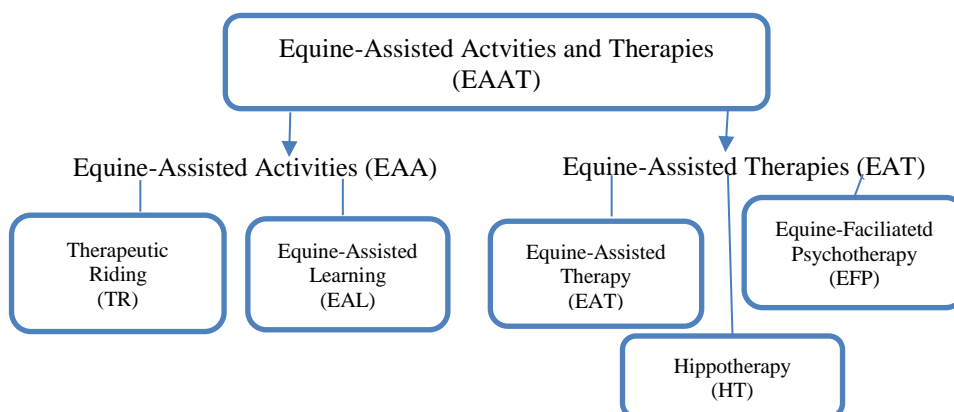 Equine-Assisted Actvities and Therapies
(EAAT)
Equine-Assisted Activities (EAA)
Equine-Assisted Therapies (EAT)
Therapeutic
Riding
(TR)
Equine-Assisted
Learning
(EAL)
Equine-Assisted
Therapy
(EAT)
Equine-Faciliatetd
Psychotherapy
(EFP)
Hippotherapy
(HT)